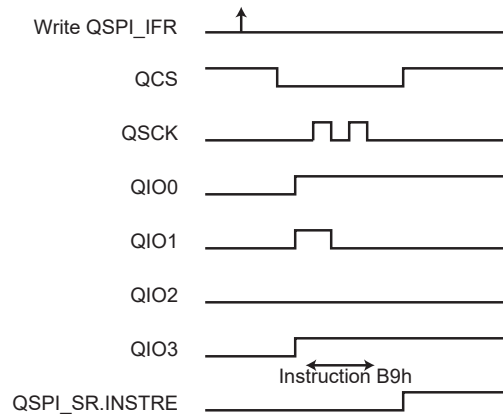 Write QSPI_IFR
QCS
QSCK
QIO0
QIO1
QIO2
QIO3
Instruction B9h
QSPI_SR.INSTRE